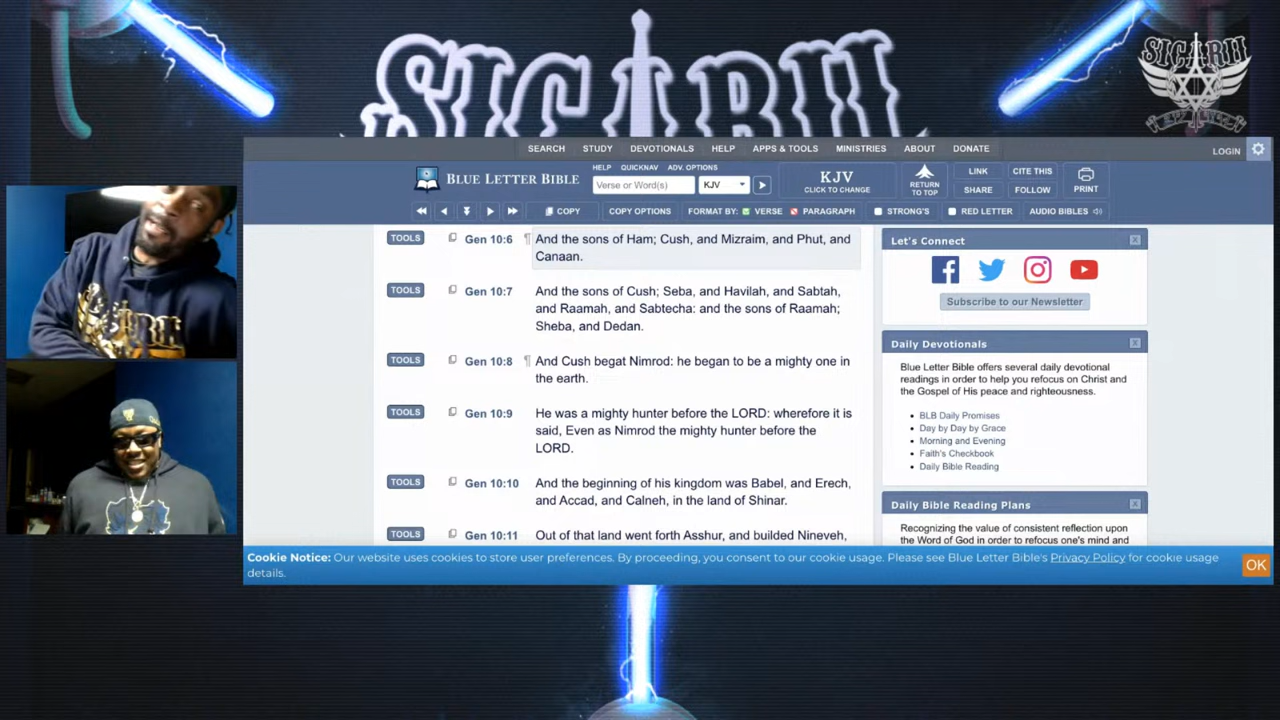 SICARII
SICARII
SEARCH STUDY DEVOTIONALS HELP APPS & TOOLS MINISTRIES ABOUT DONATE LOGIN
BLUE LETTER BIBLE
HELP QUICKNAV ADV. OPTIONS
Verse or Word(s) KJV
KJV
CLICK TO CHANGE
RETURN
TO TOP
LINK CITE THIS
SHARE FOLLOW
PRINT
COPY COPY OPTIONS FORMAT BY: VERSE PARAGRAPH STRONG'S RED LETTER AUDIO BIBLES
TOOLS Gen 10:6 ¶ And the sons of Ham; Cush, and Mizraim, and Phut, and
Canaan.
TOOLS Gen 10:7 And the sons of Cush; Seba, and Havilah, and Sabtah,
and Raamah, and Sabtecha: and the sons of Raamah;
Sheba, and Dedan.
TOOLS Gen 10:8 ¶ And Cush begat Nimrod: he began to be a mighty one in
the earth.
TOOLS Gen 10:9 He was a mighty hunter before the LORD: wherefore it is
said, Even as Nimrod the mighty hunter before the
LORD.
TOOLS Gen 10:10 And the beginning of his kingdom was Babel, and Erech,
and Accad, and Calneh, in the land of Shinar.
TOOLS Gen 10:11 Out of that land went forth Asshur, and builded Nineveh,
Let's Connect
Subscribe to our Newsletter
Daily Devotionals
Blue Letter Bible offers several daily devotional
readings in order to help you refocus on Christ and
the Gospel of His peace and righteousness.
BLB Daily Promises
Day by Day by Grace
Morning and Evening
Faith's Checkbook
Daily Bible Reading
Daily Bible Reading Plans
Recognizing the value of consistent reflection upon
the Word of God in order to refocus one's mind and
Cookie Notice: Our website uses cookies to store user preferences. By proceeding, you consent to our cookie usage. Please see Blue Letter Bible's Privacy Policy for cookie usage
details.
OK